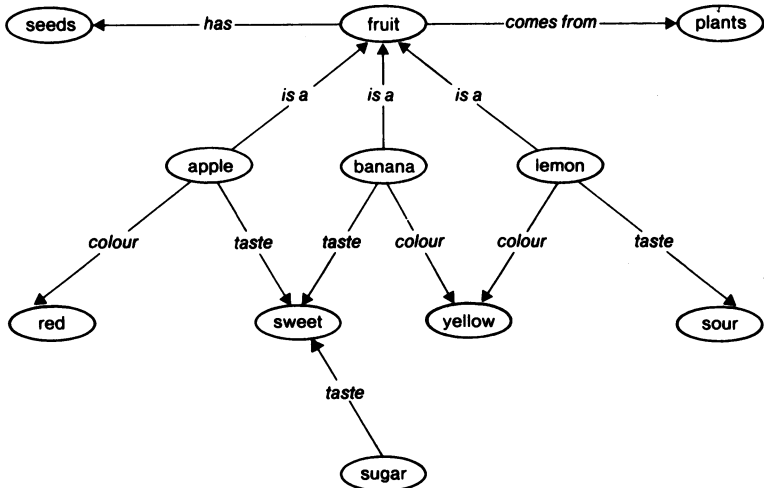 seeds has fruit comes from plants
is a is a is a
apple banana lemon
colour taste taste colour colour taste
red sweet yellow sour
taste
sugar